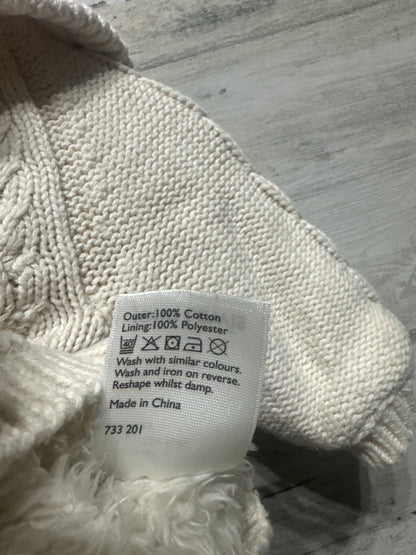 Outer:100% Cotton
Lining:100% Polyester
40
Wash with similar colours.
Wash and iron on reverse.
Reshape whilst damp.
Made in China
733 201